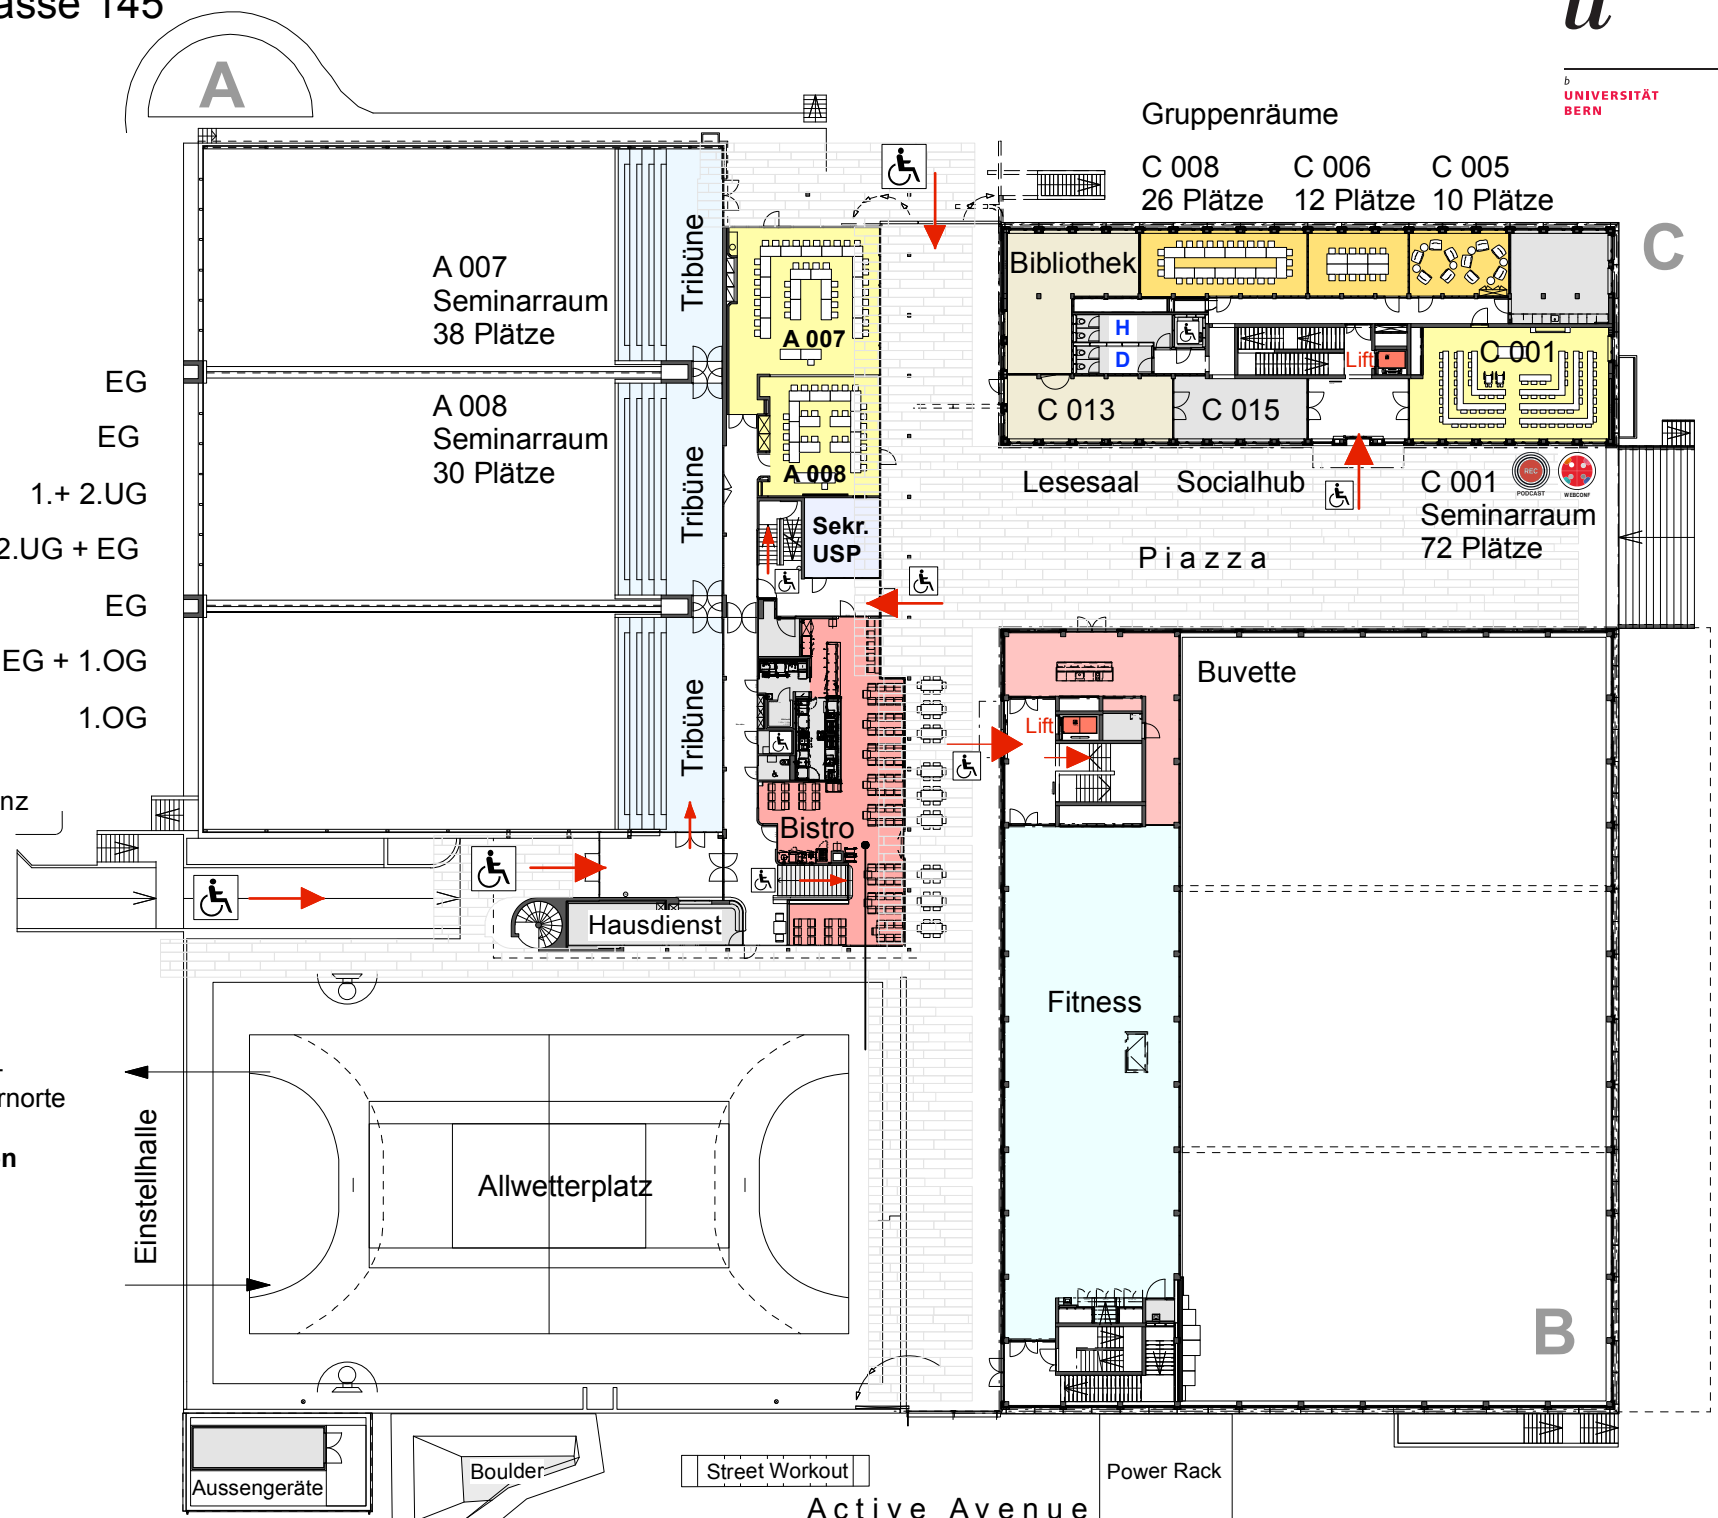 asse 145
u
b
UNIVERSITÄT
BERN
A
Gruppenräume
C 008
26 Plätze
C 006
12 Plätze
C 005
10 Plätze
C
Bibliothek
H
D
Lift
C 001
C 013
C 015
Lesesaal
Socialhub
REC
PODCAST
WEBCONF
C 001
Seminarraum
72 Plätze
Piazza
A 007
Seminarraum
38 Plätze
Tribüne
A 007
A 008
Seminarraum
30 Plätze
Tribüne
A 008
Sekr.
USP
Tribüne
EG
EG
1.+ 2.UG
2.UG + EG
EG
EG + 1.OG
1.OG
nz
Buvette
Lift
Bistro
Hausdienst
Fitness
rnorte
n
Einstellhalle
Allwetterplatz
B
Aussengeräte
Boulder
Street Workout
Power Rack
Active Avenue